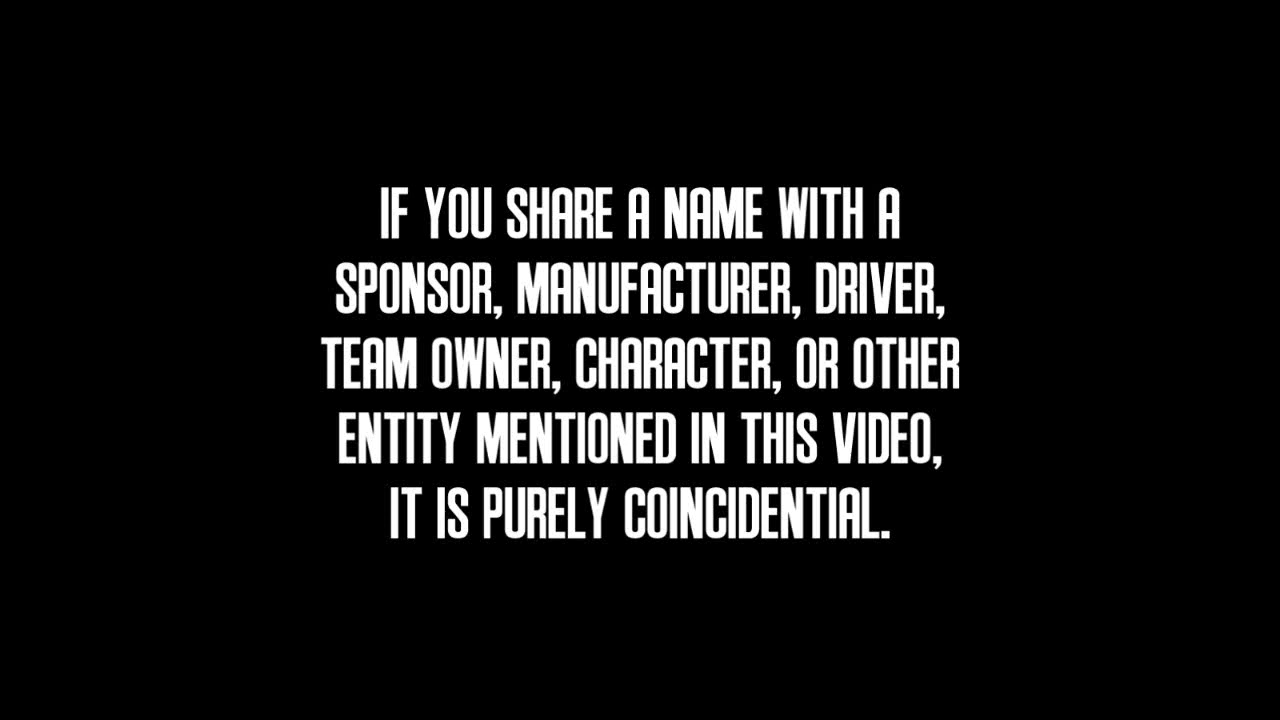 IF YOU SHARE A NAME WITH A
SPONSOR, MANUFACTURER, DRIVER,
TEAM OWNER, CHARACTER, OR OTHER
ENTITY MENTIONED IN THIS VIDEO,
IT IS PURELY COINCIDENTIAL.